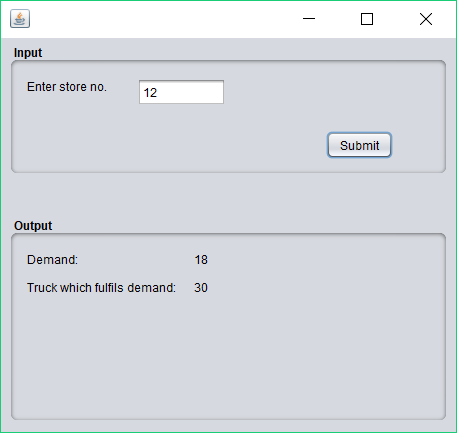 Input
Enter store no. 12
Submit
Output
Demand: 18
Truck which fulfils demand: 30